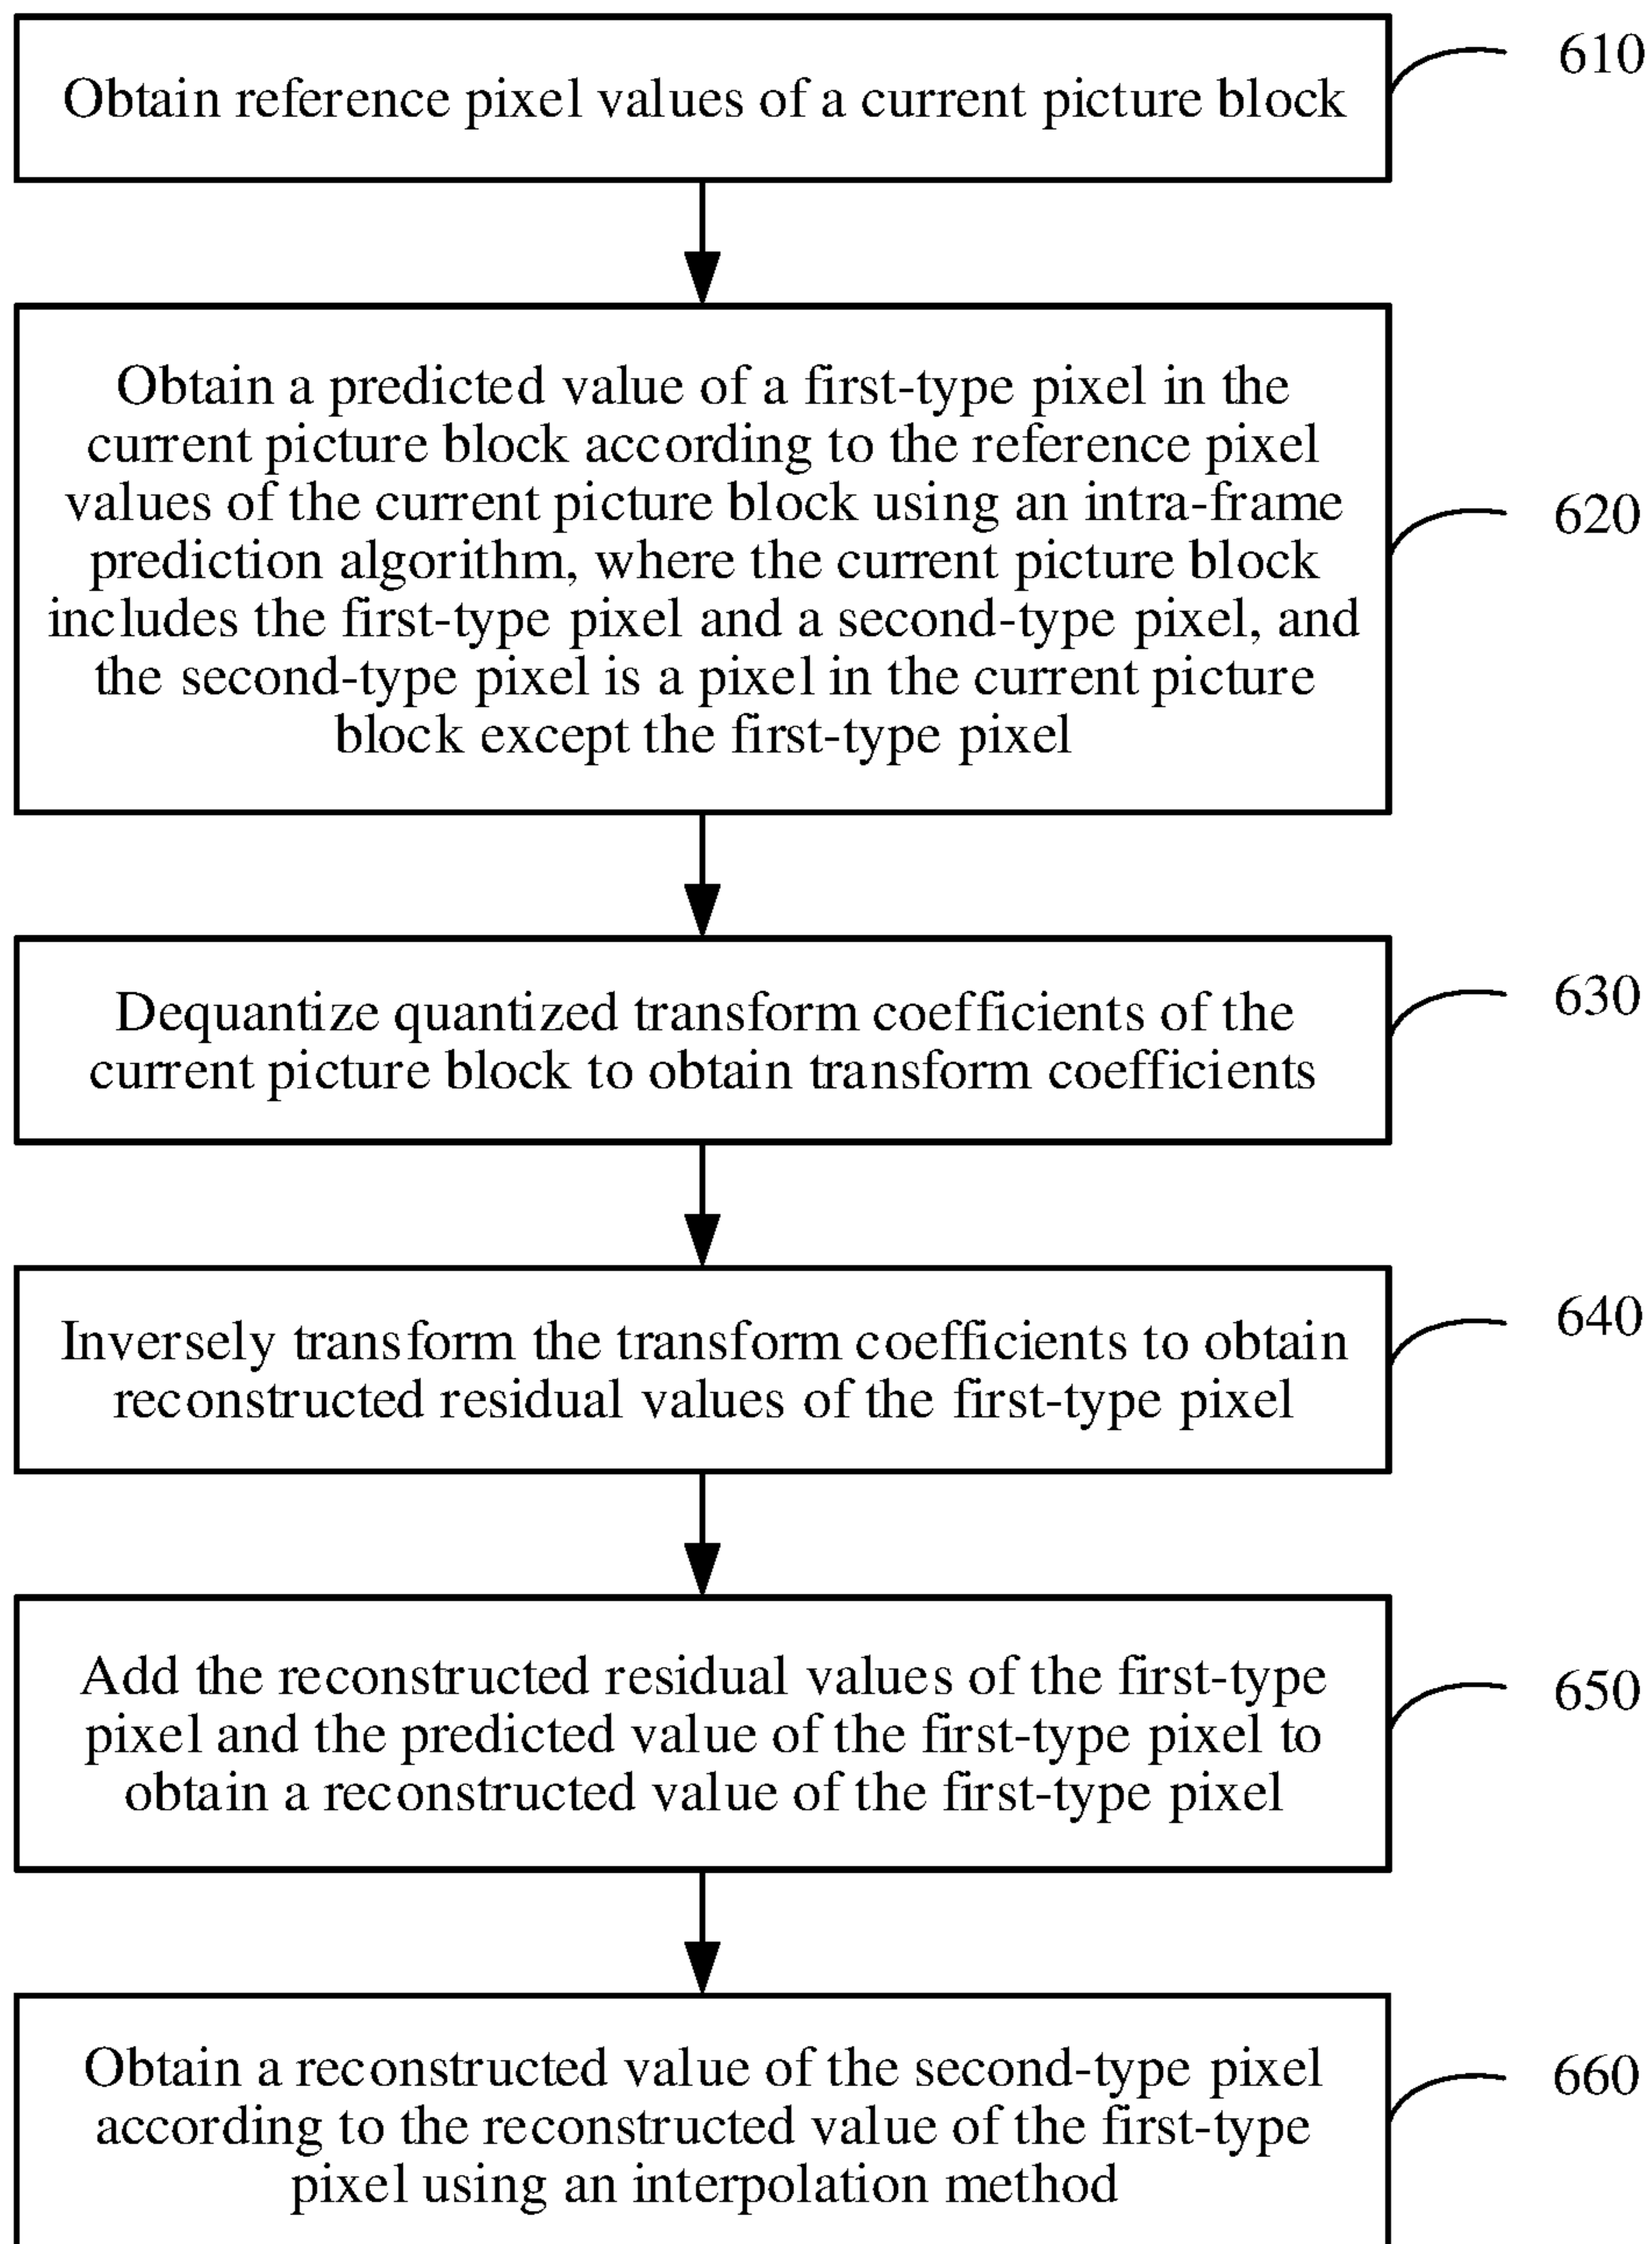 Obtain reference pixel values of a current picture block
610
Obtain a predicted value of a first-type pixel in the
current picture block according to the reference pixel
values of the current picture block using an intra-frame
prediction algorithm, where the current picture block
includes the first-type pixel and a second-type pixel, and
the second-type pixel is a pixel in the current picture
block except the first-type pixel
620
Dequantize quantized transform coefficients of the
current picture block to obtain transform coefficients
630
Inversely transform the transform coefficients to obtain
reconstructed residual values of the first-type pixel
640
Add the reconstructed residual values of the first-type
pixel and the predicted value of the first-type pixel to
obtain a reconstructed value of the first-type pixel
650
Obtain a reconstructed value of the second-type pixel
according to the reconstructed value of the first-type
pixel using an interpolation method
660